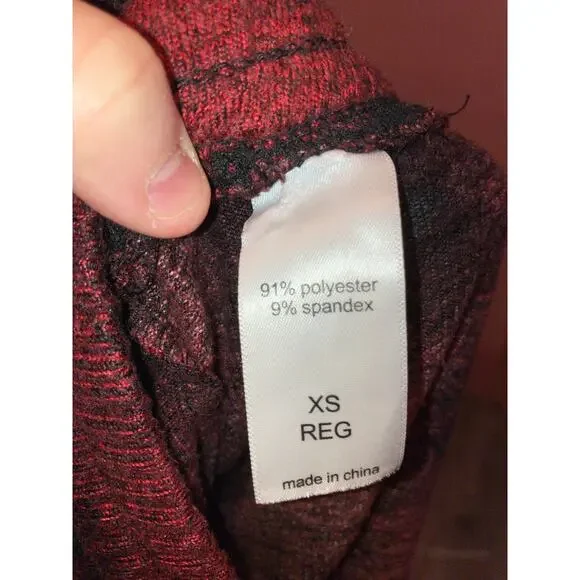 91% polyester
9% spandex
XS
REG
made in china